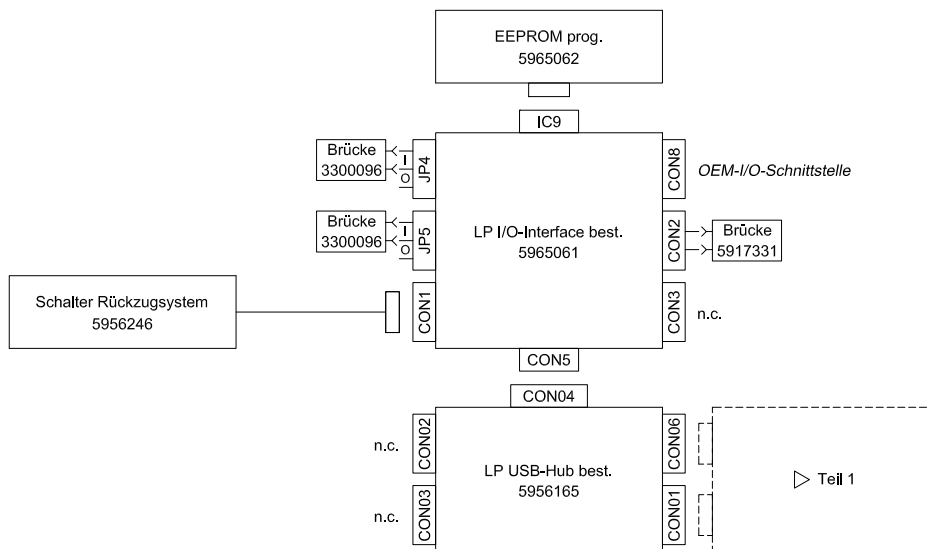 EEPROM prog.
5965062
IC9
Brücke
3300096
I
O
JP4
CON8
OEM-I/O-Schnittstelle
Brücke
3300096
I
O
JP5
LP I/O-Interface best.
5965061
CON2
Brücke
5917331
Schalter Rückzugsystem
5956246
CON1
CON3
n.c.
CON5
CON04
n.c.
CON02
CON06
LP USB-Hub best.
5956165
Teil 1
n.c.
CON03
CON01